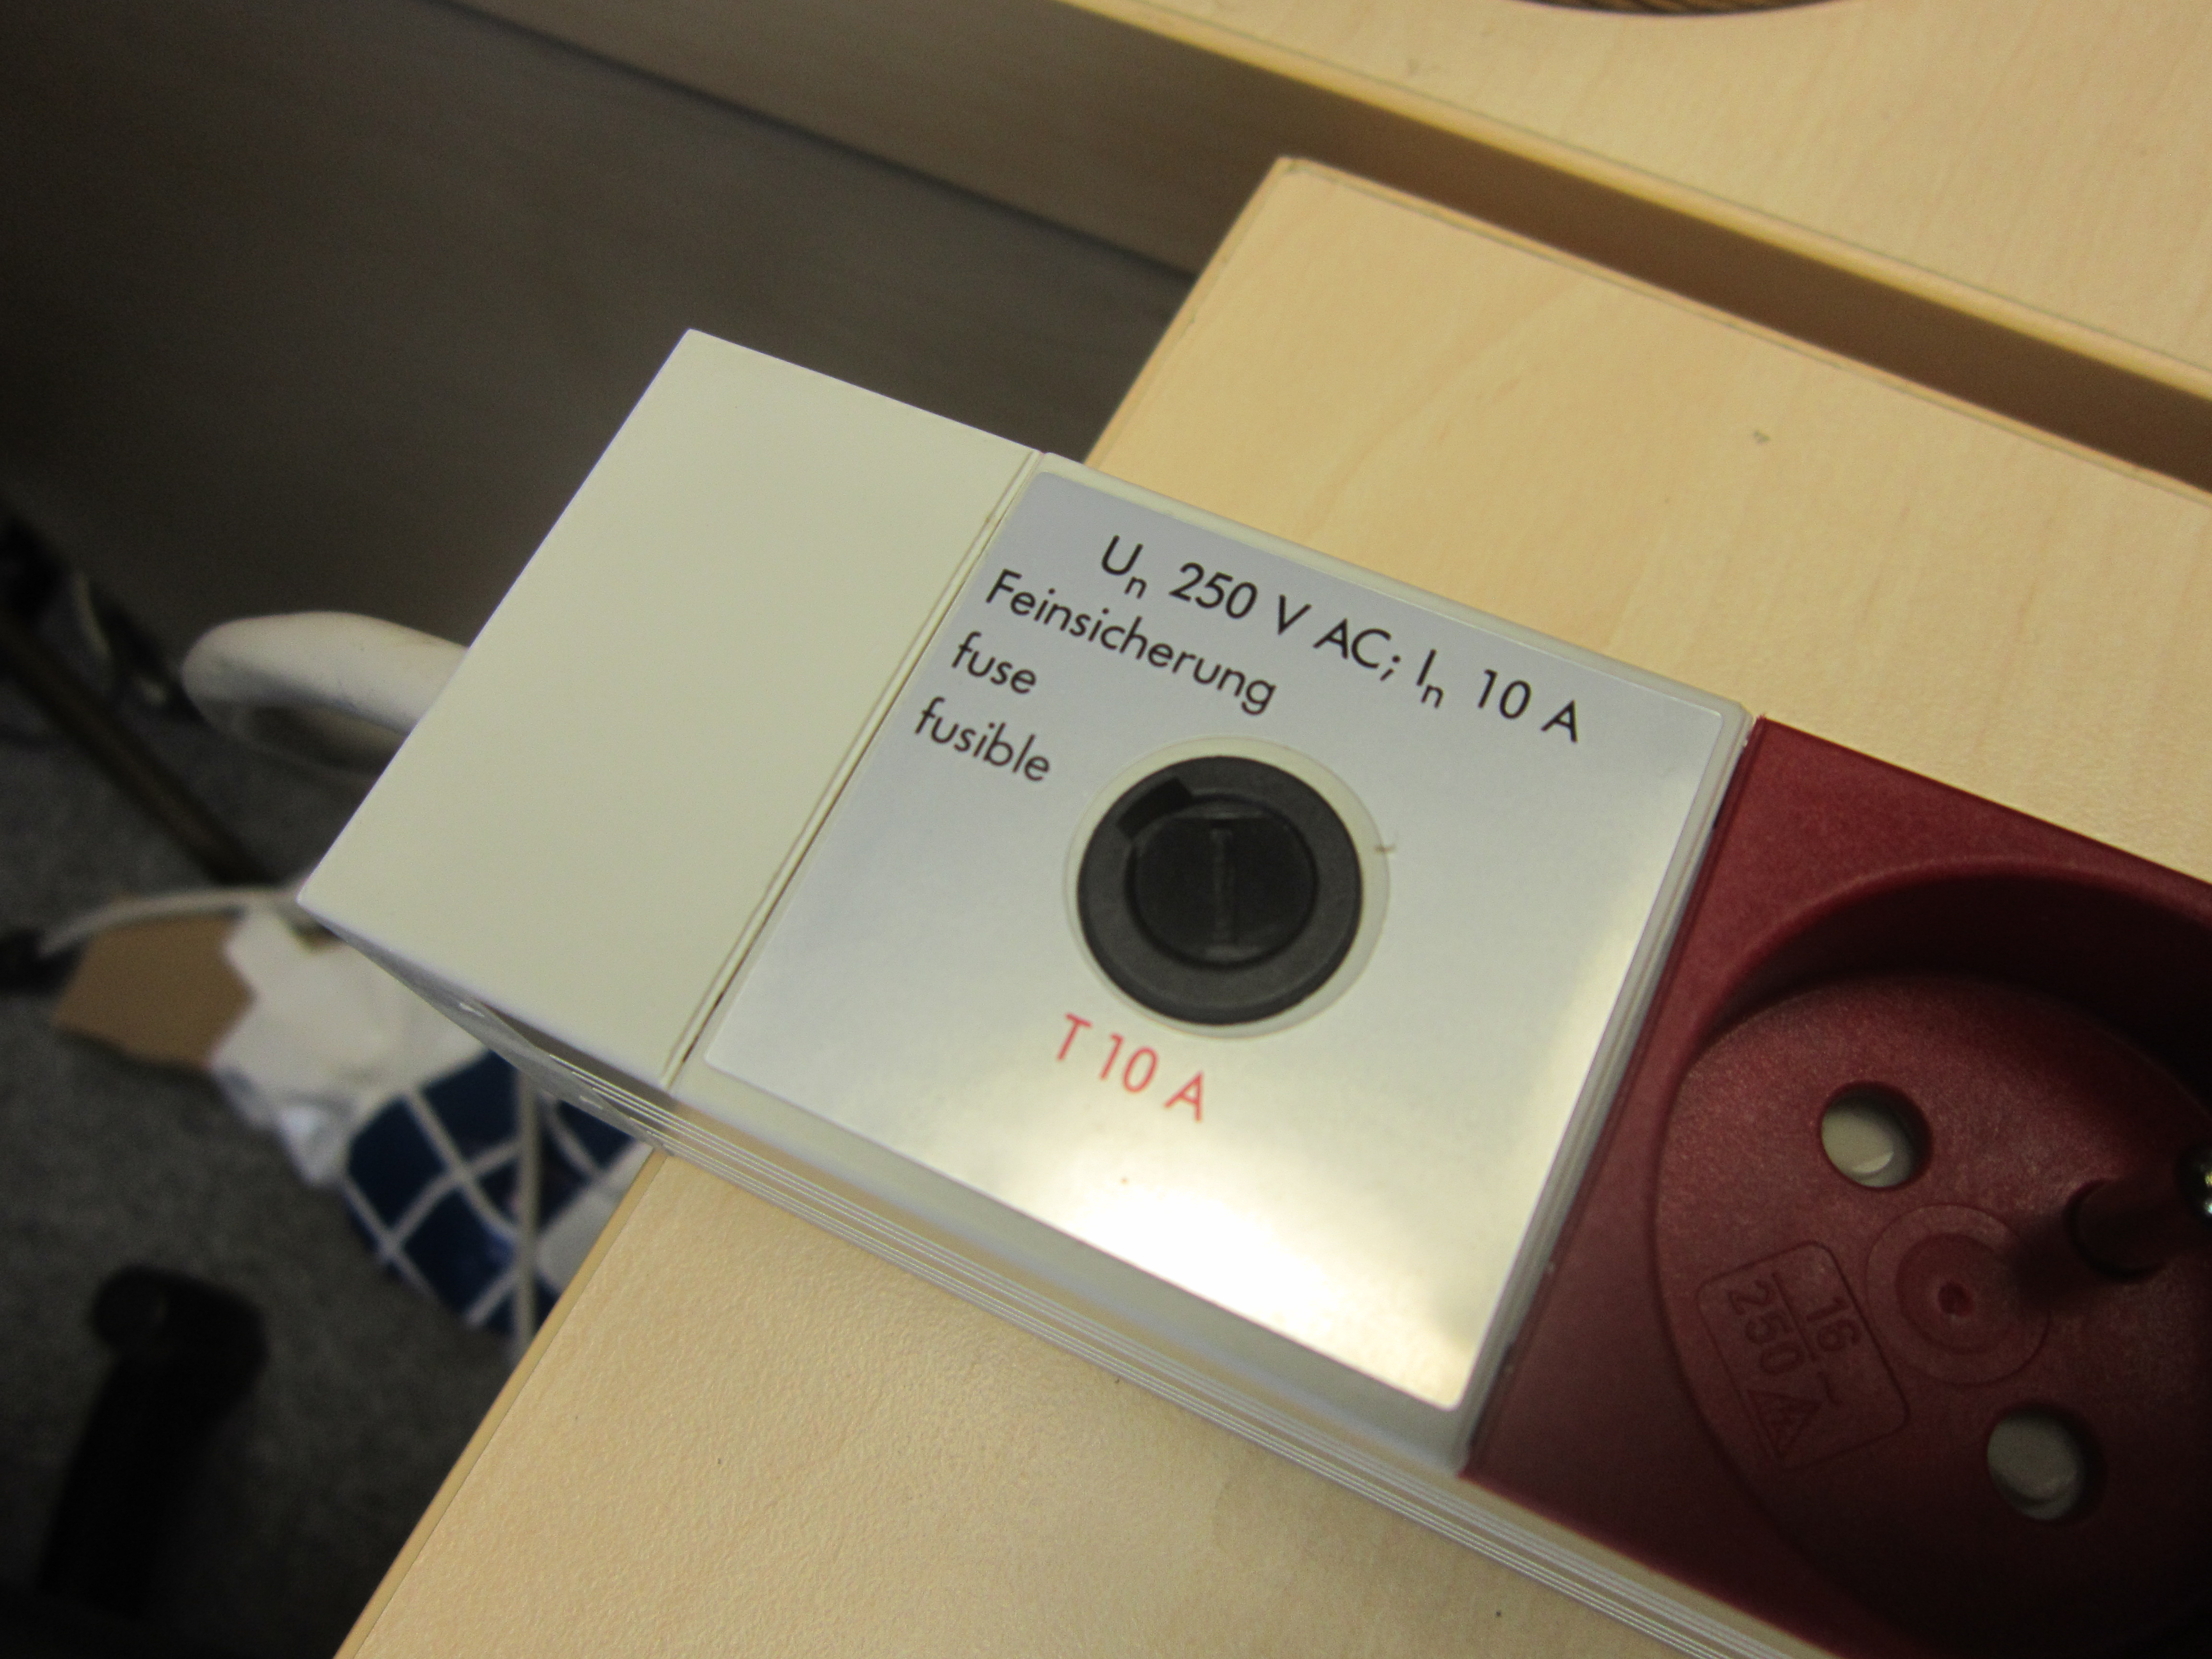 Uₙ 250 V AC; Iₙ 10 A
Feinsicherung
fuse
fusible
T 10 A
16
250 ~